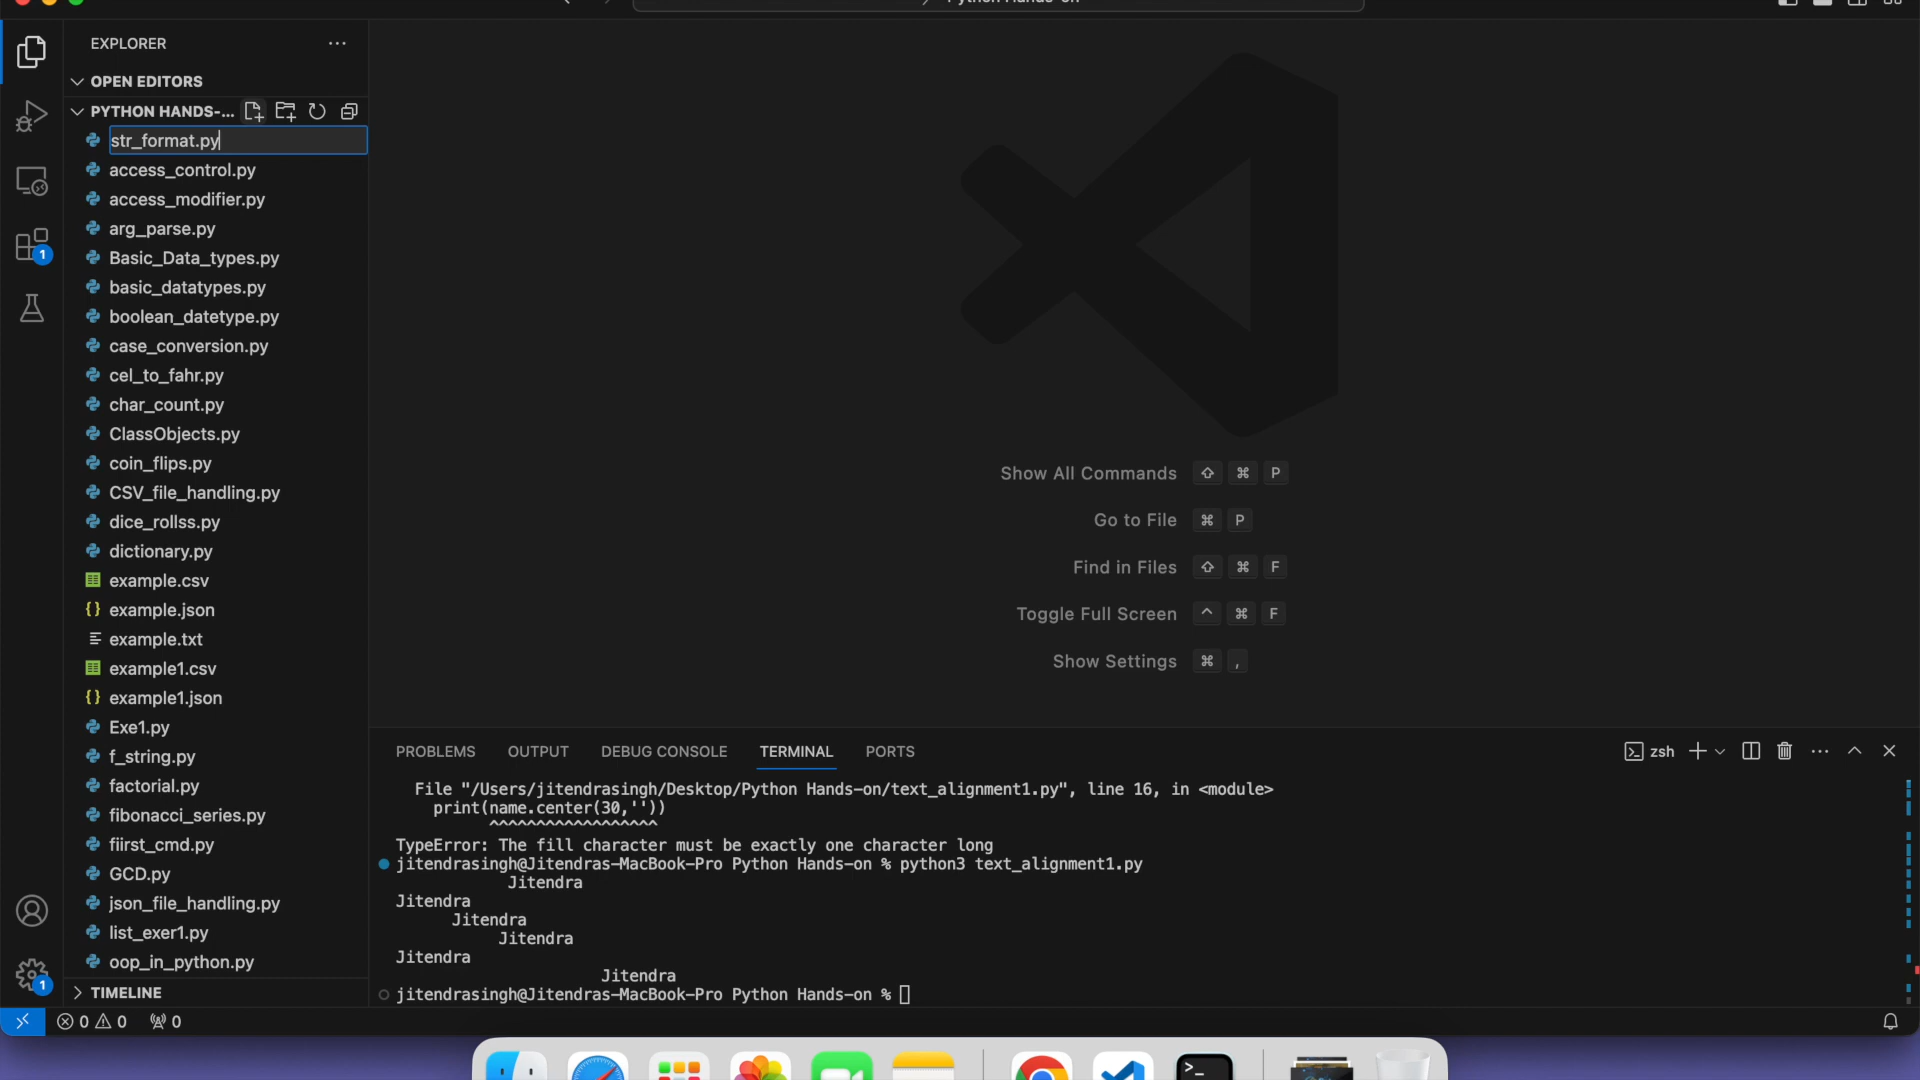 EXPLORER
OPEN EDITORS
PYTHON HANDS-...
str_format.py
access_control.py
access_modifier.py
arg_parse.py
Basic_Data_types.py
basic_datatypes.py
boolean_datetype.py
case_conversion.py
cel_to_fahr.py
char_count.py
ClassObjects.py
coin_flips.py
CSV_file_handling.py
dice_rollss.py
dictionary.py
example.csv
example.json
example.txt
example1.csv
example1.json
Exe1.py
f_string.py
factorial.py
fibonacci_series.py
fiirst_cmd.py
GCD.py
json_file_handling.py
list_exer1.py
oop_in_python.py
TIMELINE
1
1
Show All Commands ⇧ ⌘ P
Go to File ⌘ P
Find in Files ⇧ ⌘ F
Toggle Full Screen ^ ⌘ F
Show Settings ⌘ ,
PROBLEMS OUTPUT DEBUG CONSOLE TERMINAL PORTS
zsh
File "/Users/jitendrasingh/Desktop/Python Hands-on/text_alignment1.py", line 16, in <module>
print(name.center(30,''))
^^^^^^^^^^^^^^^^^^
TypeError: The fill character must be exactly one character long
jitendrasingh@Jitendras-MacBook-Pro Python Hands-on % python3 text_alignment1.py
Jitendra
Jitendra
Jitendra
Jitendra
Jitendra
Jitendra
jitendrasingh@Jitendras-MacBook-Pro Python Hands-on %
0 0 0